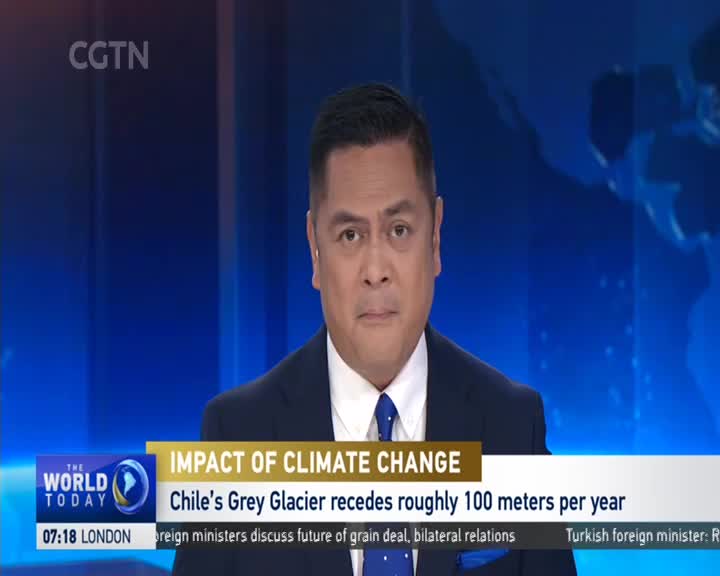 CGTN
IMPACT OF CLIMATE CHANGE
THE
WORLD
TODAY
Chile's Grey Glacier recedes roughly 100 meters per year
07:18 LONDON
oreign ministers discuss future of grain deal, bilateral relations
Turkish foreign minister: R